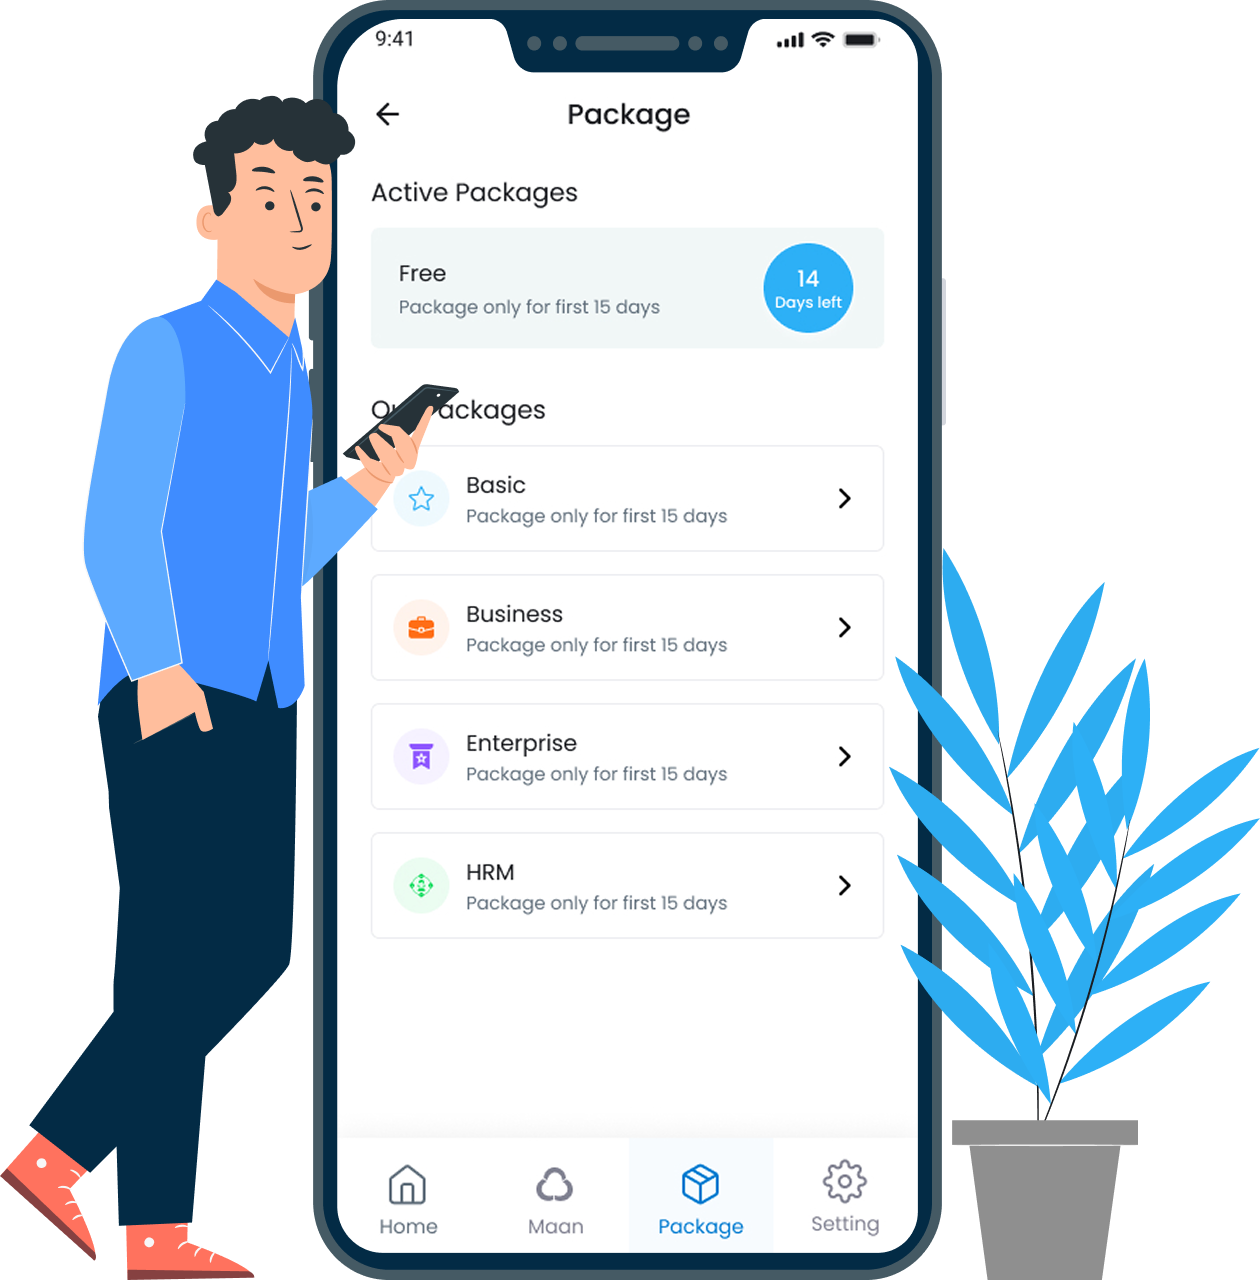 9:41
Package
Active Packages
Free
Package only for first 15 days
14
Days left
Packages
Basic
Package only for first 15 days
Business
Package only for first 15 days
Enterprise
Package only for first 15 days
HRM
Package only for first 15 days
Home
Maan
Package
Setting